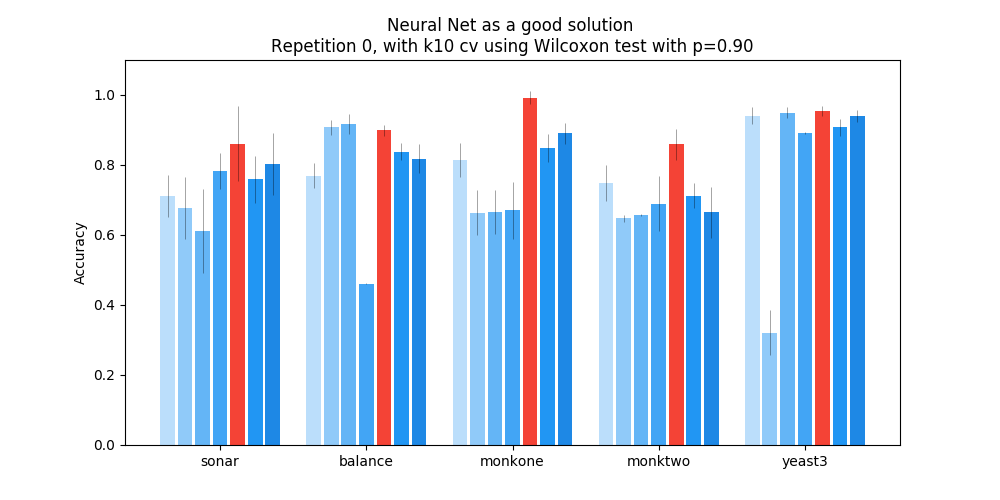 Neural Net as a good solution
Repetition 0, with k10 cv using Wilcoxon test with p=0.90
Accuracy
1.0
0.8
0.6
0.4
0.2
0.0
sonar
balance
monkone
monktwo
yeast3